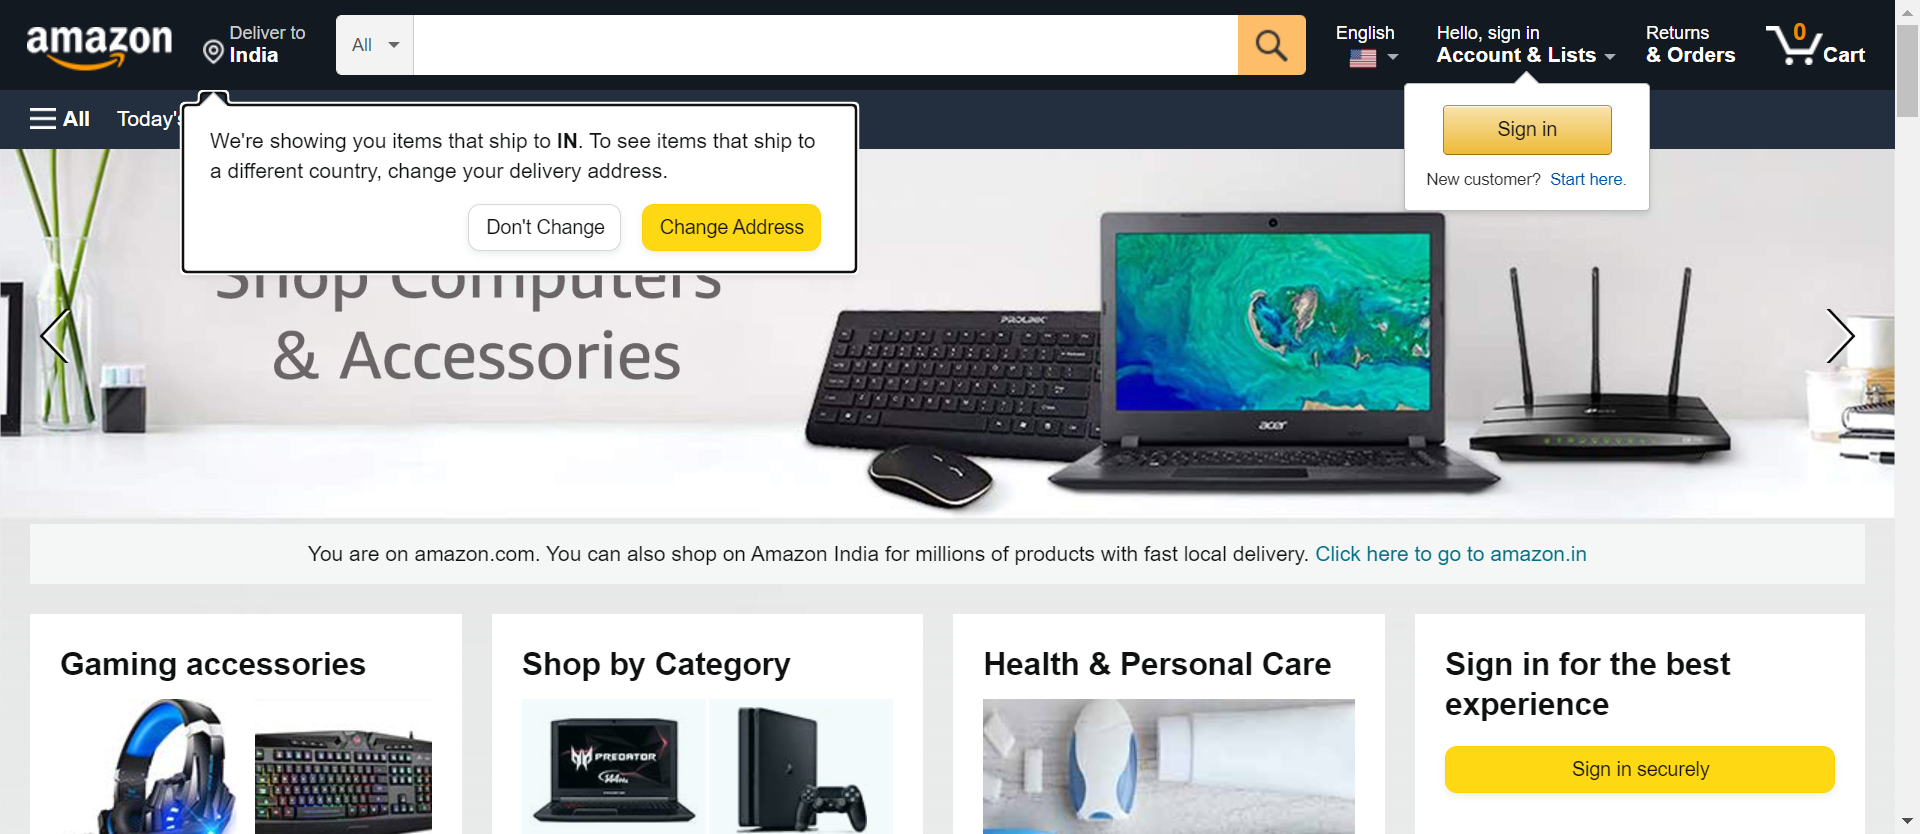 amazon
Deliver to
India
All
English
Hello, sign in
Account & Lists
Returns
& Orders
0
Cart
All
Today's
We're showing you items that ship to IN. To see items that ship to
a different country, change your delivery address.
Don't Change
Change Address
Sign in
New customer? Start here.
Shop Computers
& Accessories
PROLINK
acer
You are on amazon.com. You can also shop on Amazon India for millions of products with fast local delivery. Click here to go to amazon.in
Gaming accessories
Shop by Category
Health & Personal Care
Sign in for the best
experience
PREDATOR
144Hz
Sign in securely